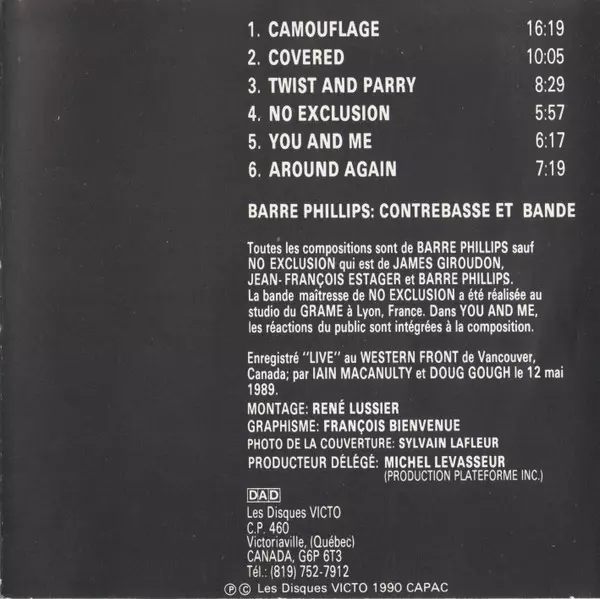 1. CAMOUFLAGE 16:19
2. COVERED 10:05
3. TWIST AND PARRY 8:29
4. NO EXCLUSION 5:57
5. YOU AND ME 6:17
6. AROUND AGAIN 7:19
BARRE PHILLIPS: CONTREBASSE ET BANDE
Toutes les compositions sont de BARRE PHILLIPS sauf
NO EXCLUSION qui est de JAMES GIROUDON,
JEAN-FRANÇOIS ESTAGER et BARRE PHILLIPS.
La bande maîtresse de NO EXCLUSION a été réalisée au
studio du GRAME à Lyon, France. Dans YOU AND ME,
les réactions du public sont intégrées à la composition.
Enregistré "LIVE" au WESTERN FRONT de Vancouver,
Canada; par IAIN MACANULTY et DOUG GOUGH le 12 mai
1989.
MONTAGE: RENÉ LUSSIER
GRAPHISME: FRANÇOIS BIENVENUE
PHOTO DE LA COUVERTURE: SYLVAIN LAFLEUR
PRODUCTEUR DÉLÉGÉ: MICHEL LEVASSEUR
(PRODUCTION PLATEFORME INC.)
DAD
Les Disques VICTO
C.P. 460
Victoriaville, (Québec)
CANADA, G6P 6T3
Tél.: (819) 752-7912
Ⓟ © Les Disques VICTO 1990 CAPAC